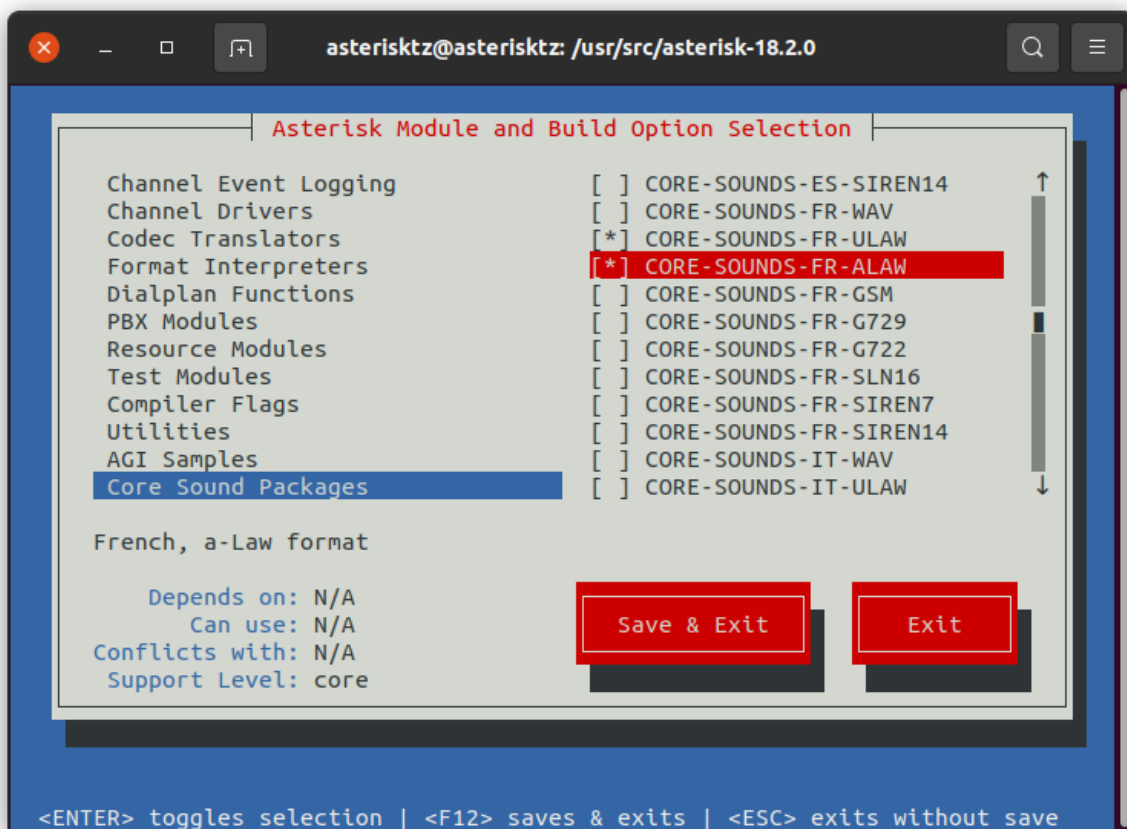 asterisktz@asterisktz: /usr/src/asterisk-18.2.0
Asterisk Module and Build Option Selection
Channel Event Logging [ ] CORE-SOUNDS-ES-SIREN14
Channel Drivers [ ] CORE-SOUNDS-FR-WAV
Codec Translators [*] CORE-SOUNDS-FR-ULAW
Format Interpreters [*] CORE-SOUNDS-FR-ALAW
Dialplan Functions [ ] CORE-SOUNDS-FR-GSM
PBX Modules [ ] CORE-SOUNDS-FR-G729
Resource Modules [ ] CORE-SOUNDS-FR-G722
Test Modules [ ] CORE-SOUNDS-FR-SLN16
Compiler Flags [ ] CORE-SOUNDS-FR-SIREN7
Utilities [ ] CORE-SOUNDS-FR-SIREN14
AGI Samples [ ] CORE-SOUNDS-IT-WAV
Core Sound Packages [ ] CORE-SOUNDS-IT-ULAW
French, a-Law format
Depends on: N/A
Can use: N/A
Conflicts with: N/A
Support Level: core
Save & Exit Exit
<ENTER> toggles selection | <F12> saves & exits | <ESC> exits without save